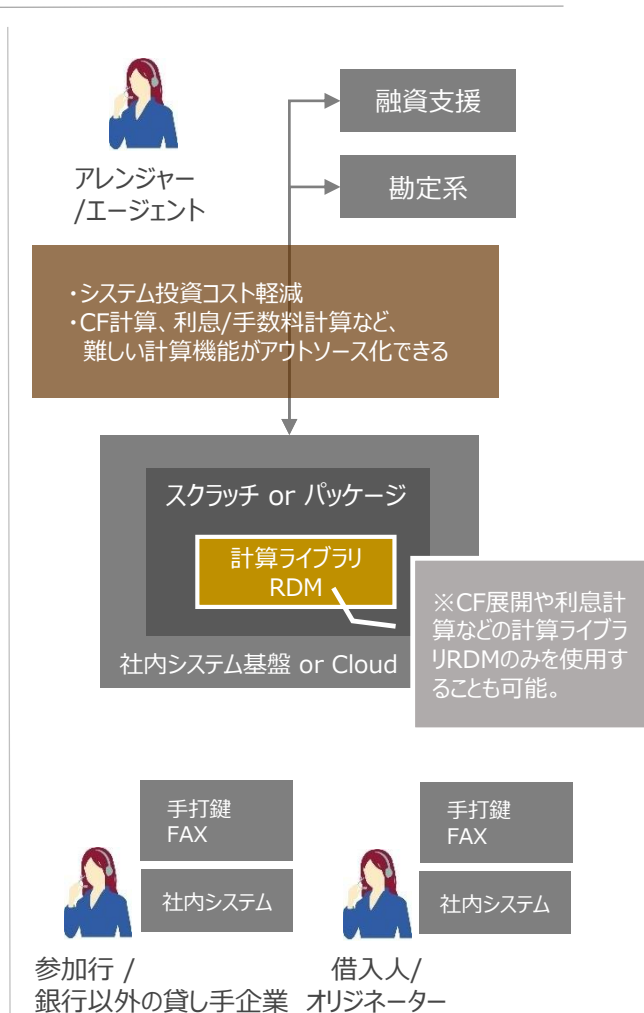 融資支援
アレンジャー
/エージェント
勘定系
・システム投資コスト軽減
・CF計算、利息/手数料計算など、
難しい計算機能がアウトソース化できる
スクラッチ or パッケージ
計算ライブラリ
RDM
社内システム基盤 or Cloud
※CF展開や利息計
算などの計算ライブラ
リRDMのみを使用す
ることも可能。
手打鍵
FAX
社内システム
参加行 /
銀行以外の貸し手企業
手打鍵
FAX
社内システム
借入人/
オリジネーター